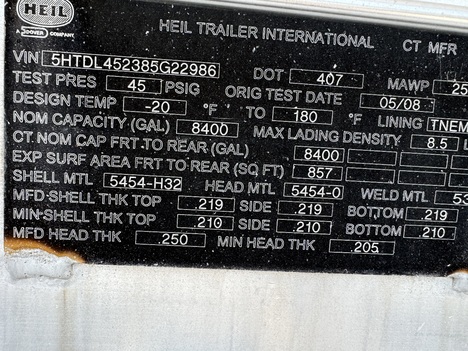 HEIL
A DOVER COMPANY
HEIL TRAILER INTERNATIONAL CT MFR
VIN 5HTDL452385G22986 DOT 407 MAWP 25
TEST PRES 45 PSIG ORIG TEST DATE 05/08
DESIGN TEMP -20 °F TO 180 °F LINING TNEM
NOM CAPACITY (GAL) 8400 MAX LADING DENSITY 8.5
CT. NOM CAP FRT TO REAR (GAL) 8400
EXP SURF AREA FRT TO REAR (SQ FT) 857
SHELL MTL 5454-H32 HEAD MTL 5454-0 WELD MTL 53
MFD SHELL THK TOP .219 SIDE .219 BOTTOM .219
MIN SHELL THK TOP .210 SIDE .210 BOTTOM .210
MFD HEAD THK .250 MIN HEAD THK .205